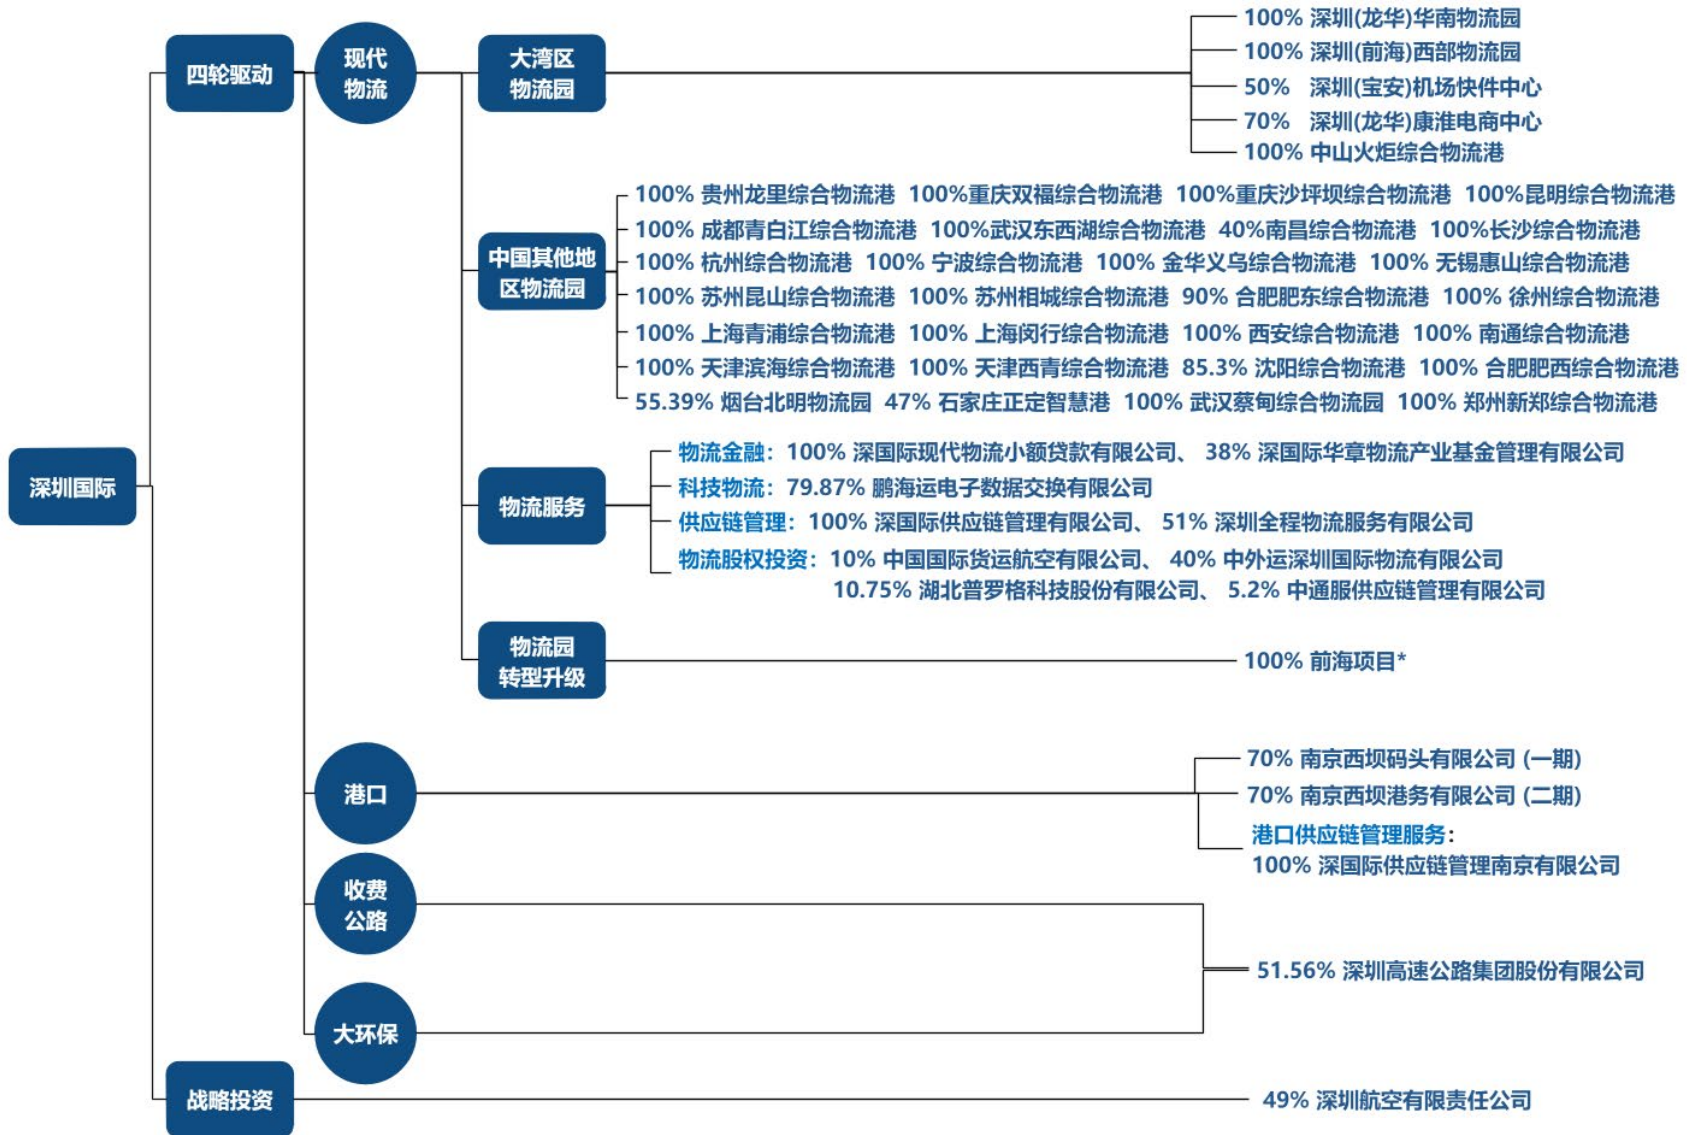 深圳国际
四轮驱动
现代
物流
大湾区
物流园
100% 深圳(龙华)华南物流园
100% 深圳(前海)西部物流园
50% 深圳(宝安)机场快件中心
70% 深圳(龙华)康淮电商中心
100% 中山火炬综合物流港
中国其他地
区物流园
100% 贵州龙里综合物流港 100%重庆双福综合物流港 100%重庆沙坪坝综合物流港 100%昆明综合物流港
100% 成都青白江综合物流港 100%武汉东西湖综合物流港 40%南昌综合物流港 100%长沙综合物流港
100% 杭州综合物流港 100% 宁波综合物流港 100% 金华义乌综合物流港 100% 无锡惠山综合物流港
100% 苏州昆山综合物流港 100% 苏州相城综合物流港 90% 合肥肥东综合物流港 100% 徐州综合物流港
100% 上海青浦综合物流港 100% 上海闵行综合物流港 100% 西安综合物流港 100% 南通综合物流港
100% 天津滨海综合物流港 100% 天津西青综合物流港 85.3% 沈阳综合物流港 100% 合肥肥西综合物流港
55.39% 烟台北明物流园 47% 石家庄正定智慧港 100% 武汉蔡甸综合物流园 100% 郑州新郑综合物流港
物流服务
物流金融：100% 深国际现代物流小额贷款有限公司、 38% 深国际华章物流产业基金管理有限公司
科技物流：79.87% 鹏海运电子数据交换有限公司
供应链管理：100% 深国际供应链管理有限公司、 51% 深圳全程物流服务有限公司
物流股权投资：10% 中国国际货运航空有限公司、 40% 中外运深圳国际物流有限公司
10.75% 湖北普罗格科技股份有限公司、 5.2% 中通服供应链管理有限公司
物流园
转型升级
100% 前海项目*
港口
70% 南京西坝码头有限公司 (一期)
70% 南京西坝港务有限公司 (二期)
港口供应链管理服务：
100% 深国际供应链管理南京有限公司
收费
公路
大环保
51.56% 深圳高速公路集团股份有限公司
战略投资
49% 深圳航空有限责任公司